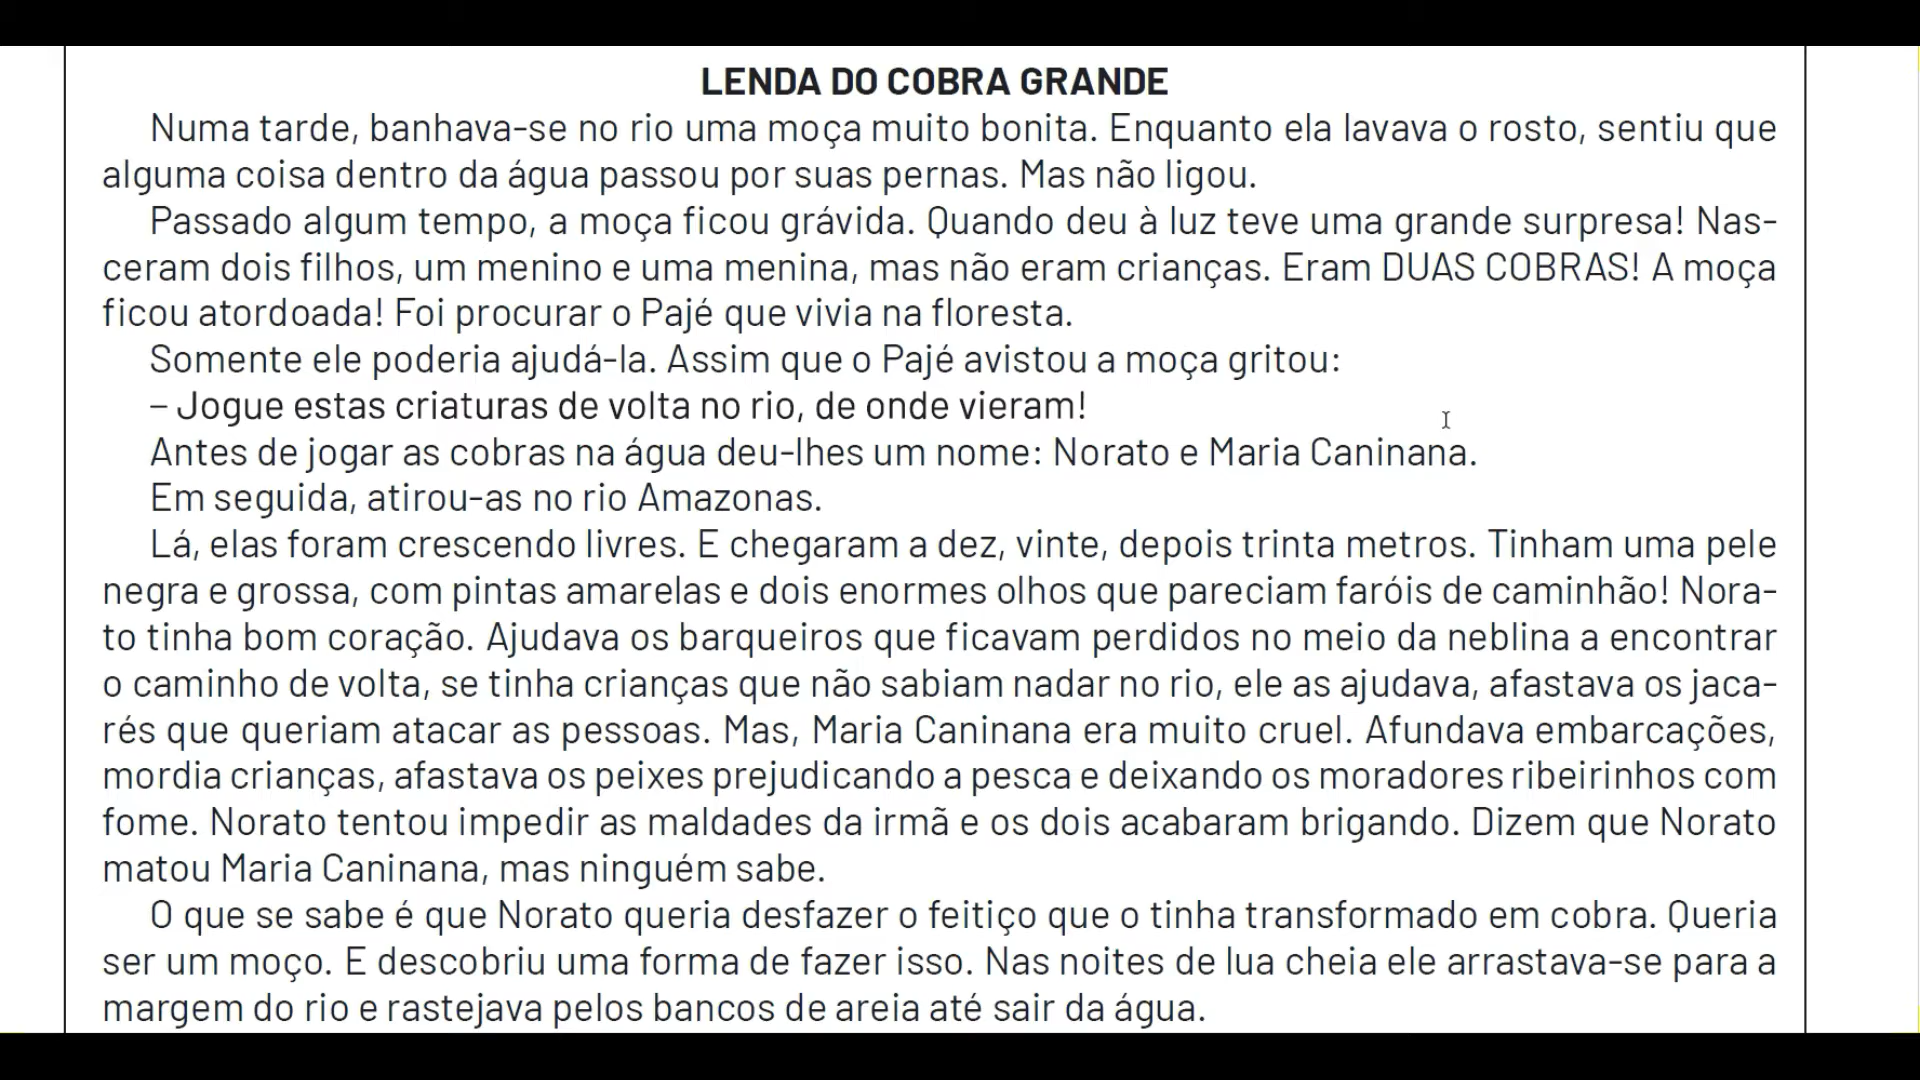 LENDA DO COBRA GRANDE
Numa tarde, banhava-se no rio uma moça muito bonita. Enquanto ela lavava o rosto, sentiu que
alguma coisa dentro da água passou por suas pernas. Mas não ligou.
Passado algum tempo, a moça ficou grávida. Quando deu à luz teve uma grande surpresa! Nas-
ceram dois filhos, um menino e uma menina, mas não eram crianças. Eram DUAS COBRAS! A moça
ficou atordoada! Foi procurar o Pajé que vivia na floresta.
Somente ele poderia ajudá-la. Assim que o Pajé avistou a moça gritou:
– Jogue estas criaturas de volta no rio, de onde vieram!
Antes de jogar as cobras na água deu-lhes um nome: Norato e Maria Caninana.
Em seguida, atirou-as no rio Amazonas.
Lá, elas foram crescendo livres. E chegaram a dez, vinte, depois trinta metros. Tinham uma pele
negra e grossa, com pintas amarelas e dois enormes olhos que pareciam faróis de caminhão! Nora-
to tinha bom coração. Ajudava os barqueiros que ficavam perdidos no meio da neblina a encontrar
o caminho de volta, se tinha crianças que não sabiam nadar no rio, ele as ajudava, afastava os jaca-
rés que queriam atacar as pessoas. Mas, Maria Caninana era muito cruel. Afundava embarcações,
mordia crianças, afastava os peixes prejudicando a pesca e deixando os moradores ribeirinhos com
fome. Norato tentou impedir as maldades da irmã e os dois acabaram brigando. Dizem que Norato
matou Maria Caninana, mas ninguém sabe.
O que se sabe é que Norato queria desfazer o feitiço que o tinha transformado em cobra. Queria
ser um moço. E descobriu uma forma de fazer isso. Nas noites de lua cheia ele arrastava-se para a
margem do rio e rastejava pelos bancos de areia até sair da água.